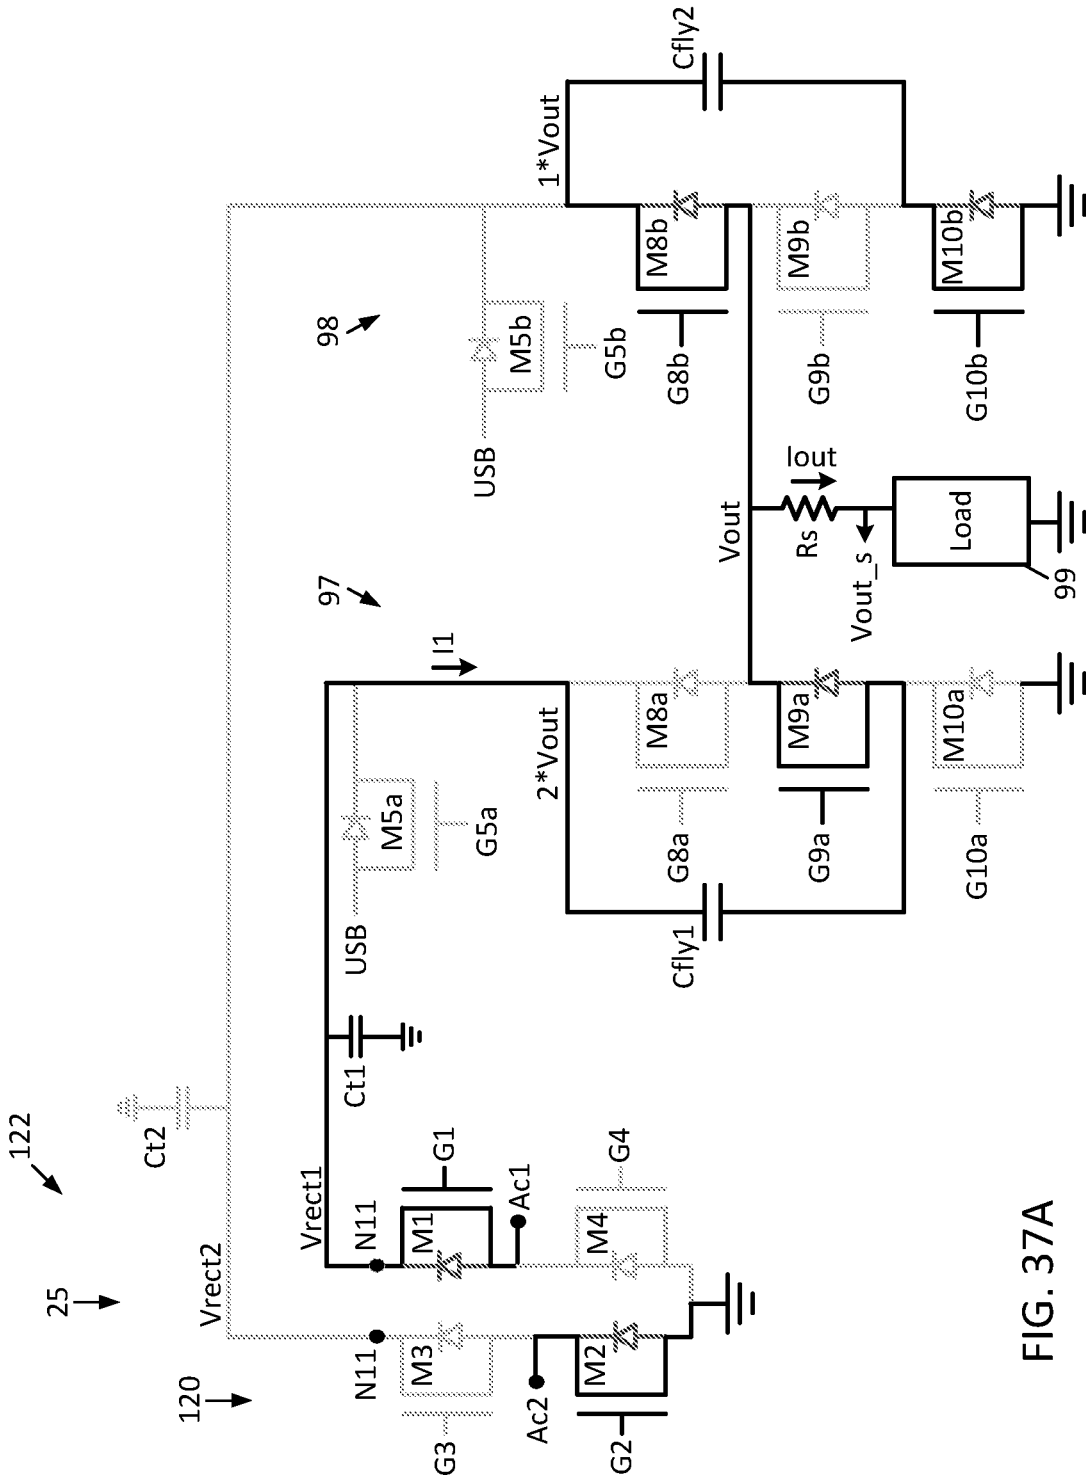 122
25
120
Ct2
Vrect2
Vrect1
N11
N11
G3
M3
M1
G1
Ac1
Ac2
M2
G2
M4
G4
Ct1
USB
M5a
G5a
97
I1
2*Vout
Cfly1
M8a
G8a
M9a
G9a
M10a
G10a
Vout
Rs
Iout
Vout_s
Load
99
98
USB
M5b
G5b
1*Vout
Cfly2
M8b
G8b
M9b
G9b
M10b
G10b
FIG. 37A